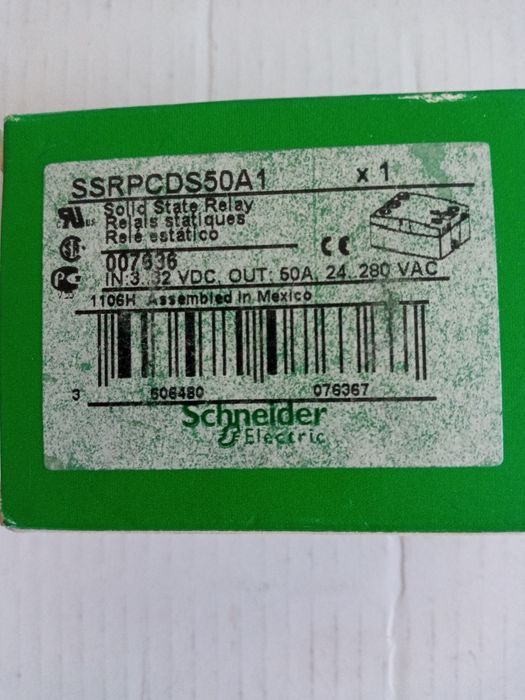 SSRPCDS50A1 x 1
Solid State Relay
Relais statiques
Relé estático
007636
IN:3..32 VDC, OUT: 50A, 24..280 VAC
1106H Assembled in Mexico
3 606480 076367
Schneider
Electric